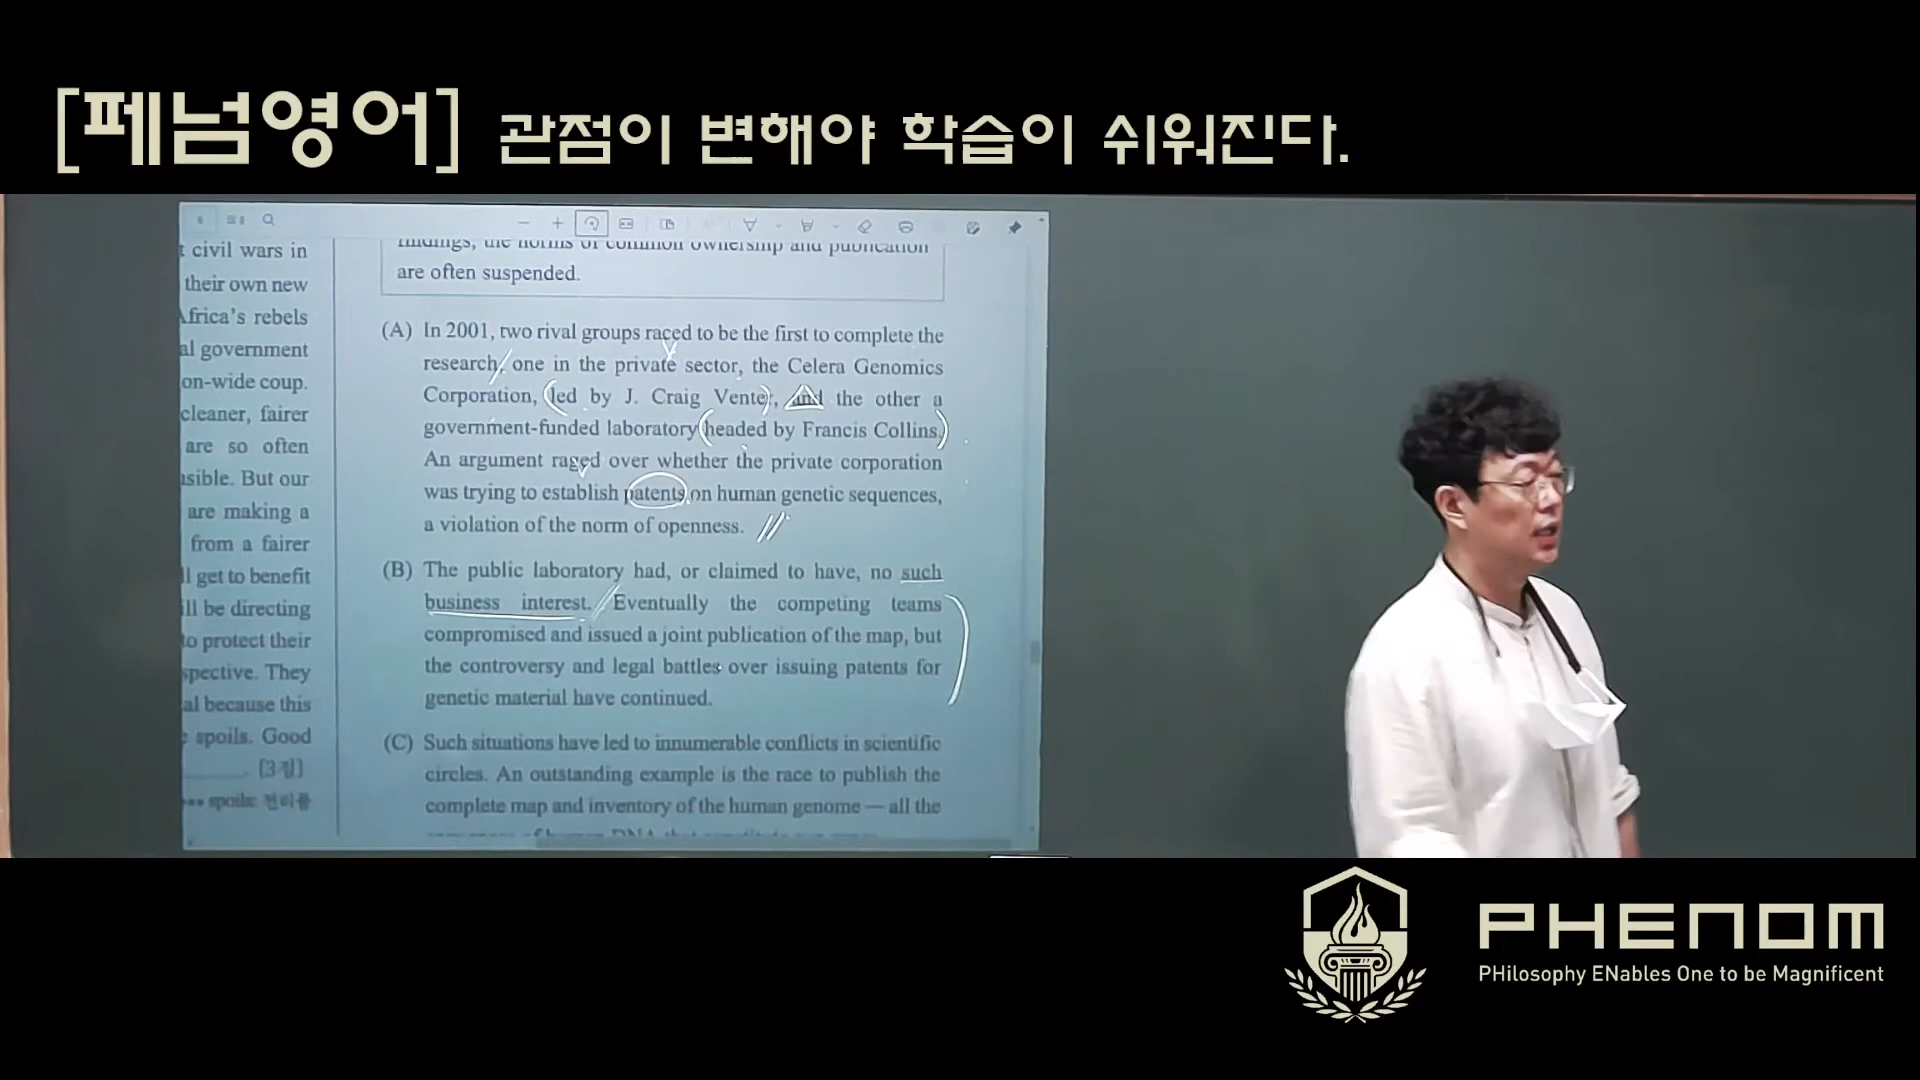 [페넘영어] 관점이 변해야 학습이 쉬워진다.
t civil wars in
their own new
Africa's rebels
al government
on-wide coup.
cleaner, fairer
are so often
sible. But our
are making a
from a fairer
ll get to benefit
ill be directing
to protect their
spective. They
al because this
spoils. Good
[3점]
*** spoils: 전리품
findings, the norms of common ownership and publication
are often suspended.
(A) In 2001, two rival groups raced to be the first to complete the
research, one in the private sector, the Celera Genomics
Corporation, led by J. Craig Venter, and the other a
government-funded laboratory headed by Francis Collins.
An argument raged over whether the private corporation
was trying to establish patents on human genetic sequences,
a violation of the norm of openness.
(B) The public laboratory had, or claimed to have, no such
business interest. Eventually the competing teams
compromised and issued a joint publication of the map, but
the controversy and legal battles over issuing patents for
genetic material have continued.
(C) Such situations have led to innumerable conflicts in scientific
circles. An outstanding example is the race to publish the
complete map and inventory of the human genome — all the
PHENOM
PHilosophy ENables One to be Magnificent